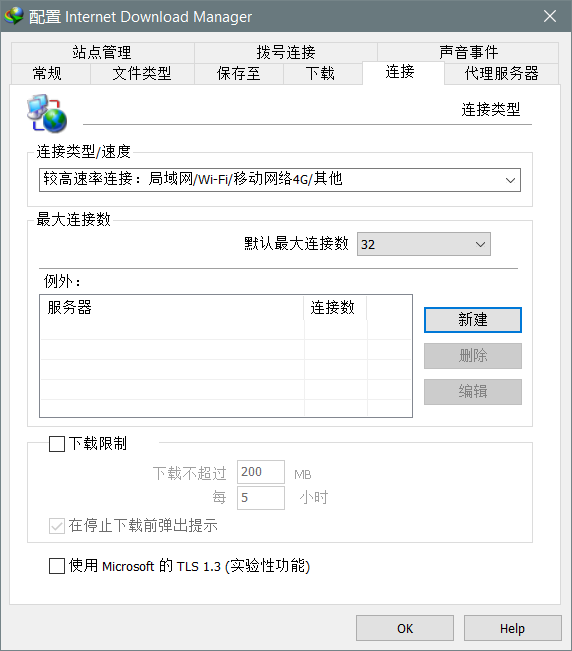 配置 Internet Download Manager
站点管理 拨号连接 声音事件
常规 文件类型 保存至 下载 连接 代理服务器
连接类型
连接类型/速度
较高速率连接：局域网/Wi-Fi/移动网络4G/其他
最大连接数
默认最大连接数 32
例外：
服务器 连接数
新建
删除
编辑
下载限制
下载不超过 200 MB
每 5 小时
在停止下载前弹出提示
使用 Microsoft 的 TLS 1.3 (实验性功能)
OK Help